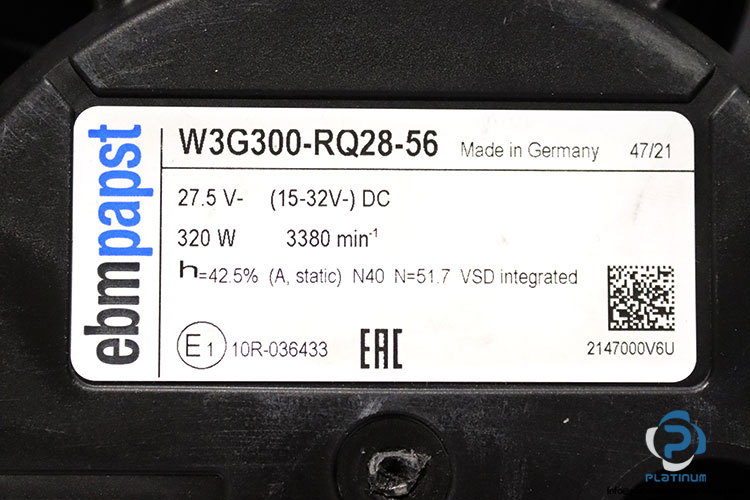 ebmpapst
W3G300-RQ28-56 Made in Germany 47/21
27.5 V- (15-32V-) DC
320 W 3380 min⁻¹
h=42.5% (A, static) N40 N=51.7 VSD integrated
E1 10R-036433 EAC
2147000V6U
PLATINUM